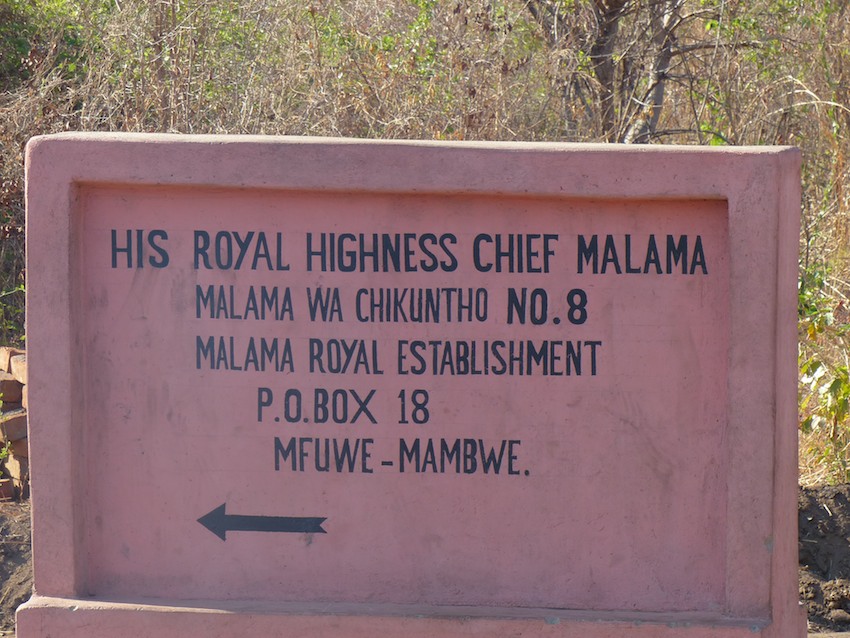 HIS ROYAL HIGHNESS CHIEF MALAMA
MALAMA WA CHIKUNTHO NO.8
MALAMA ROYAL ESTABLISHMENT
P.O.BOX 18
MFUWE-MAMBWE.